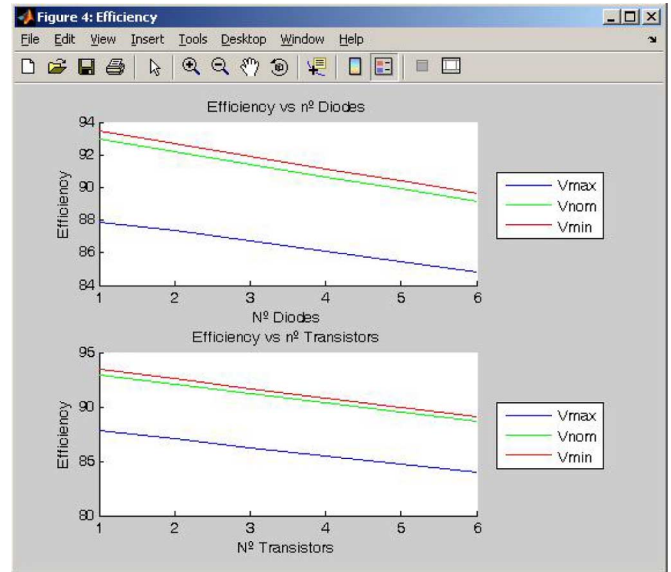 Figure 4: Efficiency
File Edit View Insert Tools Desktop Window Help
Efficiency vs nº Diodes
94
92
90
88
86
84
Efficiency
1 2 3 4 5 6
Nº Diodes
Vmax
Vnom
Vmin
Efficiency vs nº Transistors
95
90
85
80
Efficiency
1 2 3 4 5 6
Nº Transistors
Vmax
Vnom
Vmin